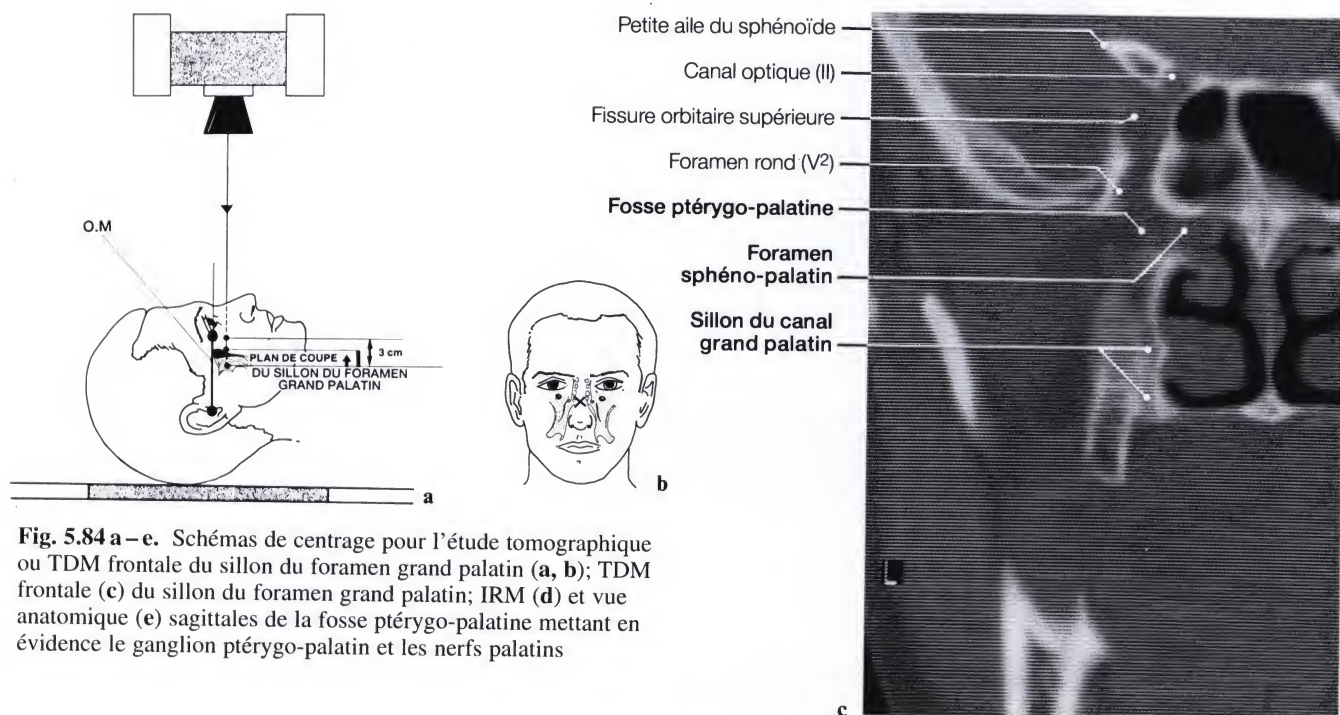 O.M
PLAN DE COUPE
3 cm
DU SILLON DU FORAMEN
GRAND PALATIN
a
b
Fig. 5.84 a – e. Schémas de centrage pour l'étude tomographique
ou TDM frontale du sillon du foramen grand palatin (a, b); TDM
frontale (c) du sillon du foramen grand palatin; IRM (d) et vue
anatomique (e) sagittales de la fosse ptérygo-palatine mettant en
évidence le ganglion ptérygo-palatin et les nerfs palatins
Petite aile du sphénoïde
Canal optique (II)
Fissure orbitaire supérieure
Foramen rond (V²)
Fosse ptérygo-palatine
Foramen
sphéno-palatin
Sillon du canal
grand palatin
L
c